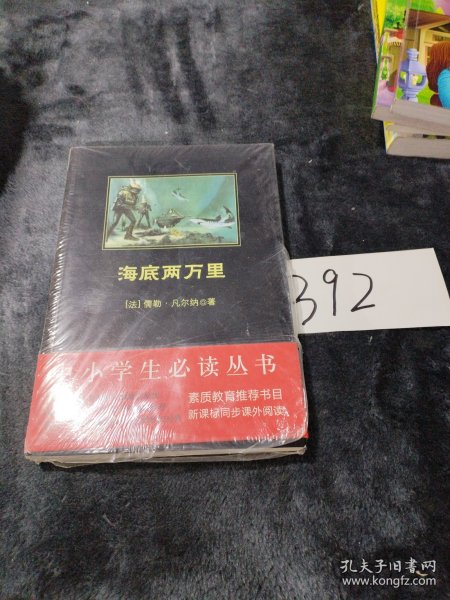 海底两万里
[法] 儒勒·凡尔纳◎著
392
中小学生必读丛书
素质教育推荐书目
新课标同步课外阅读
孔夫子旧书网
www.kongfz.com